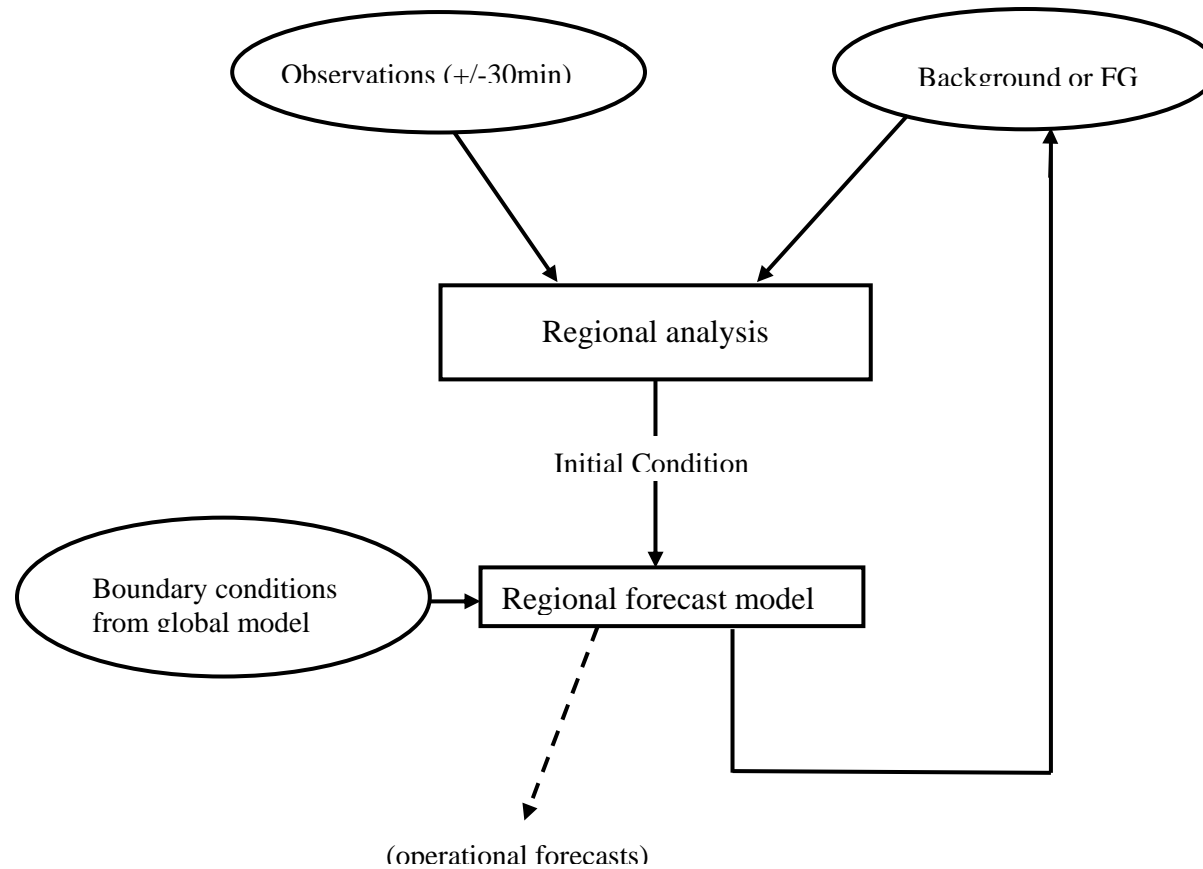 Observations (+/-30min)
Background or FG
Regional analysis
Initial Condition
Boundary conditions
from global model
Regional forecast model
(operational forecasts)